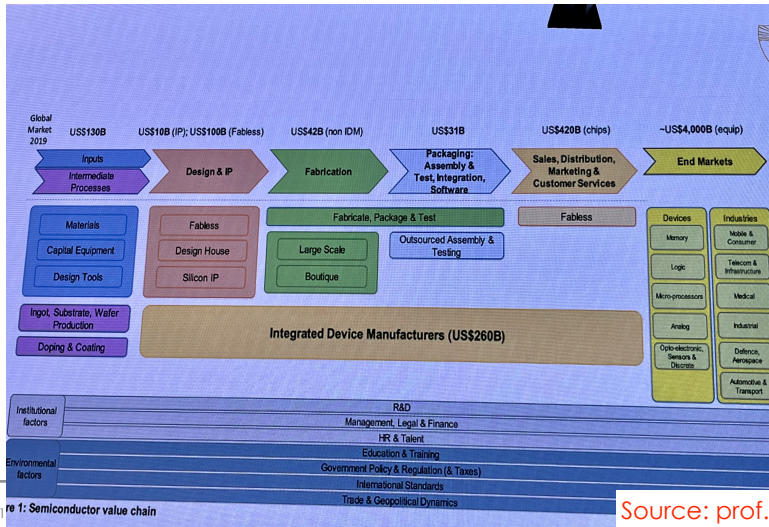 Global
Market
2019
US$130B
US$10B (IP); US$100B (Fabless)
US$42B (non IDM)
US$31B
US$420B (chips)
~US$4,000B (equip)
Inputs
Intermediate
Processes
Design & IP
Fabrication
Packaging:
Assembly &
Test, Integration,
Software
Sales, Distribution,
Marketing &
Customer Services
End Markets
Materials
Capital Equipment
Design Tools
Fabless
Design House
Silicon IP
Fabricate, Package & Test
Large Scale
Boutique
Outsourced Assembly &
Testing
Fabless
Devices
Memory
Logic
Micro-processors
Analog
Opto-electronic,
Sensors &
Discrete
Industries
Mobile &
Consumer
Telecom &
Infrastructure
Medical
Industrial
Defence,
Aerospace
Automotive &
Transport
Ingot, Substrate, Wafer
Production
Doping & Coating
Integrated Device Manufacturers (US$260B)
Institutional
factors
R&D
Management, Legal & Finance
HR & Talent
Environmental
factors
Education & Training
Government Policy & Regulation (& Taxes)
International Standards
Trade & Geopolitical Dynamics
1
re 1: Semiconductor value chain
Source: prof.